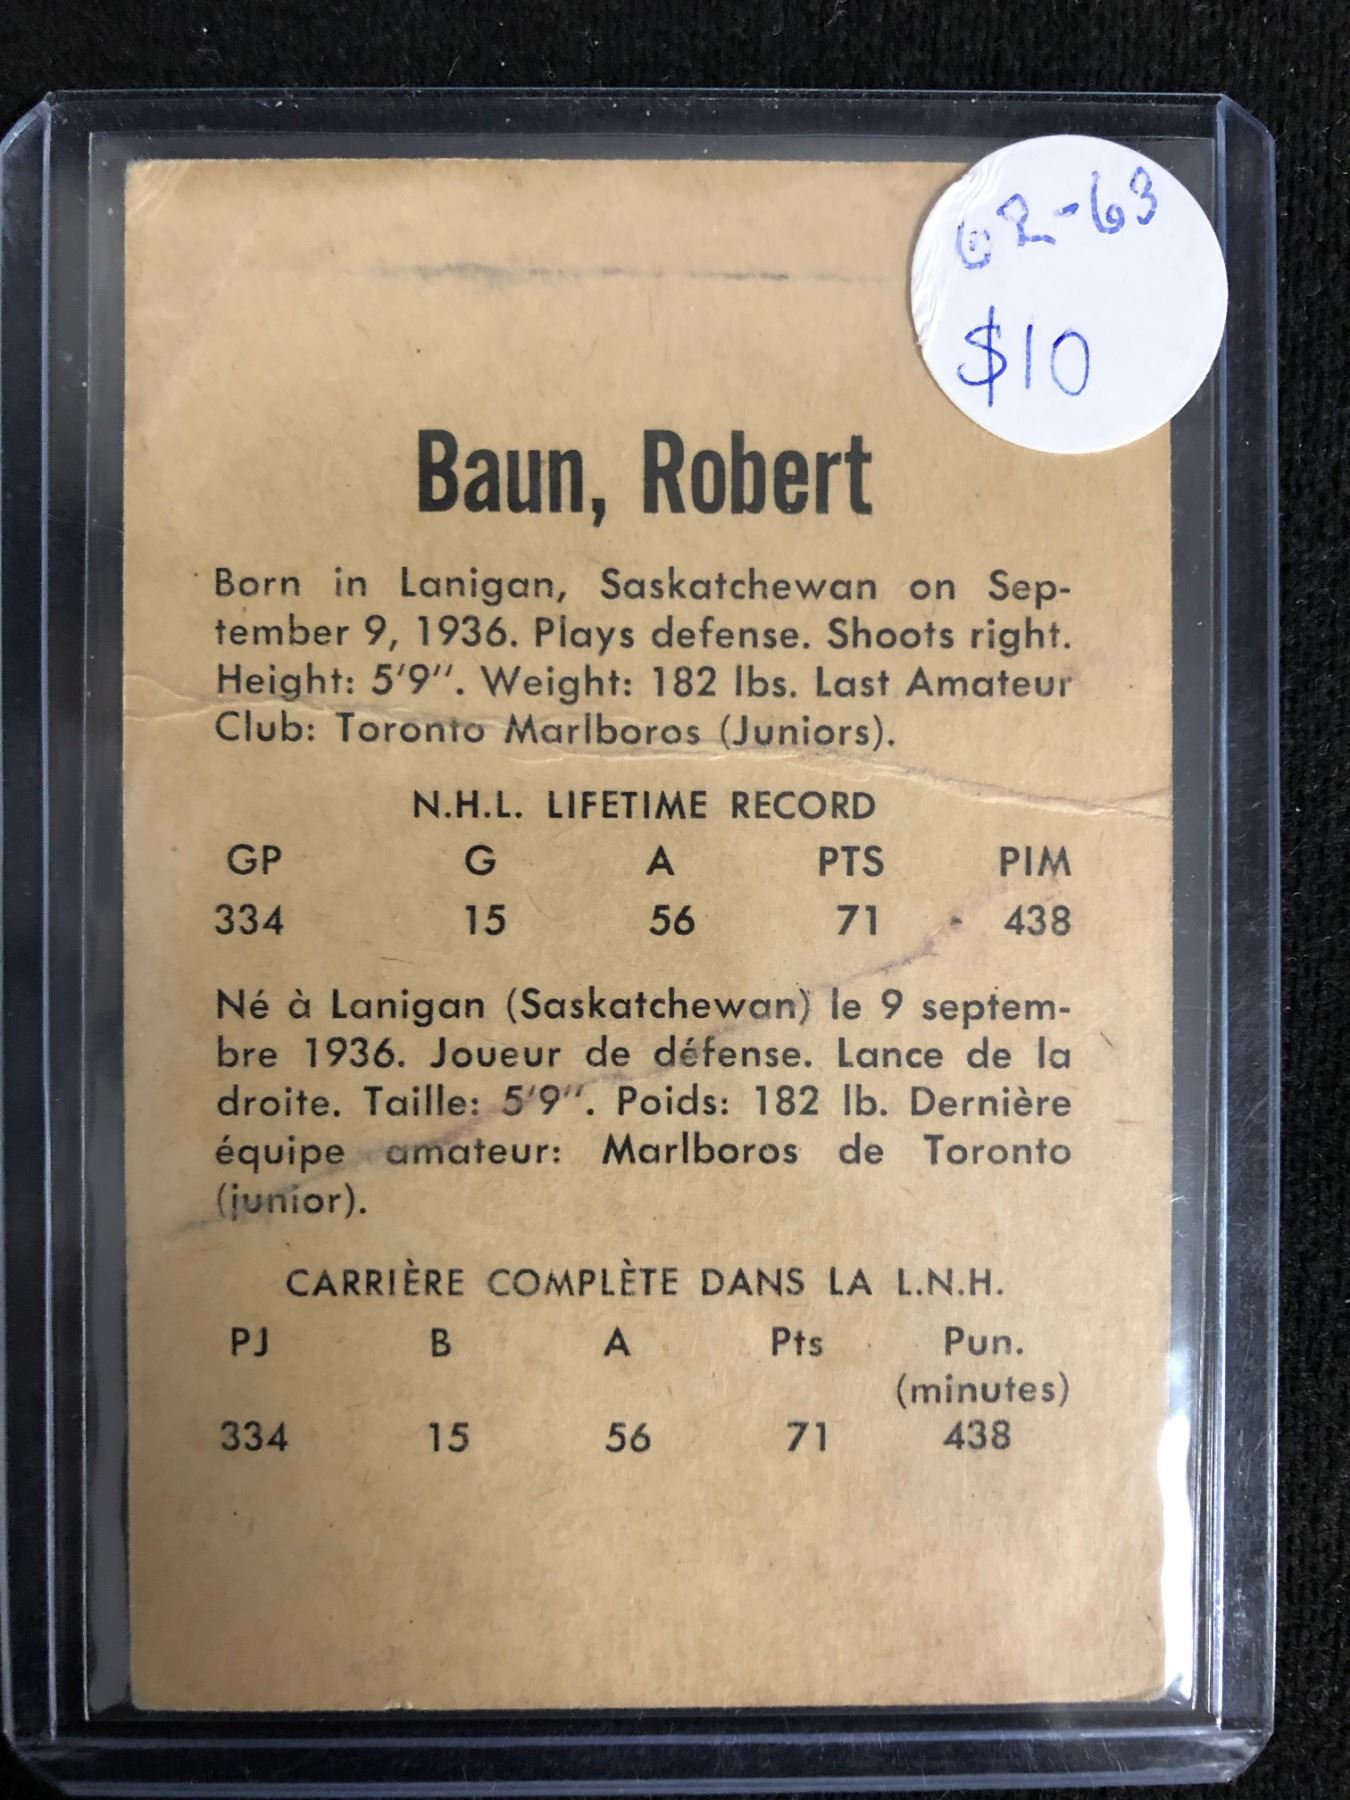 62-63
$10
Baun, Robert
Born in Lanigan, Saskatchewan on Sep-
tember 9, 1936. Plays defense. Shoots right.
Height: 5'9". Weight: 182 lbs. Last Amateur
Club: Toronto Marlboros (Juniors).
N.H.L. LIFETIME RECORD
GP G A PTS PIM
334 15 56 71 438
Né à Lanigan (Saskatchewan) le 9 septem-
bre 1936. Joueur de défense. Lance de la
droite. Taille: 5'9". Poids: 182 lb. Dernière
équipe amateur: Marlboros de Toronto
(junior).
CARRIÈRE COMPLÈTE DANS LA L.N.H.
PJ B A Pts Pun.
(minutes)
334 15 56 71 438